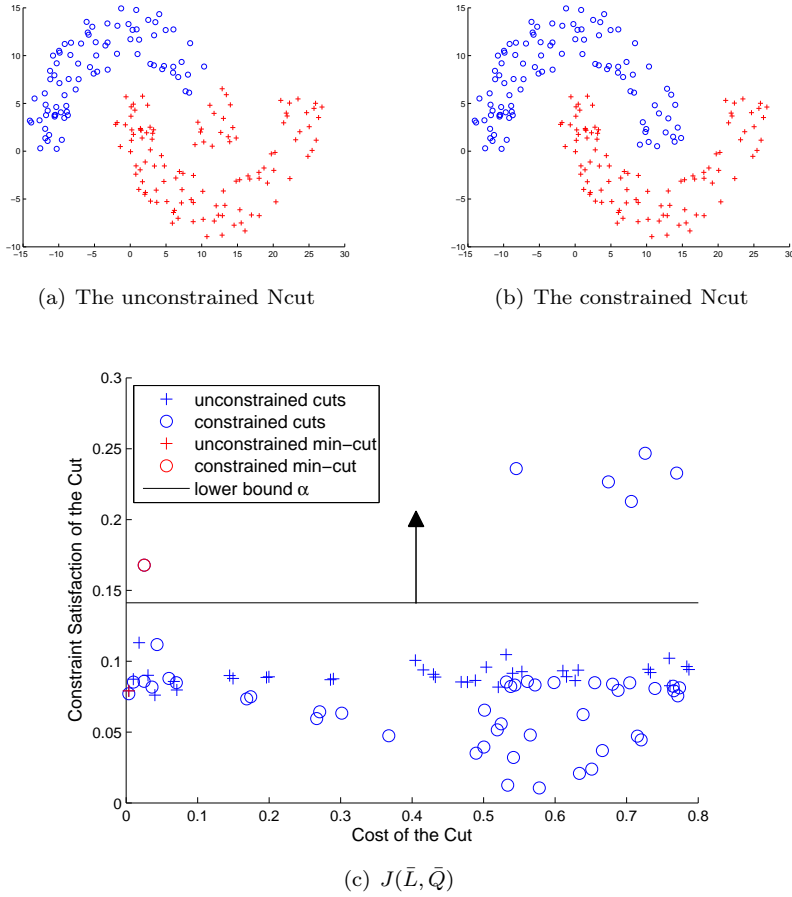 15
10
5
0
−5
−10
−15 −10 −5 0 5 10 15 20 25 30
(a) The unconstrained Ncut
15
10
5
0
−5
−10
−15 −10 −5 0 5 10 15 20 25 30
(b) The constrained Ncut
0.3
0.25
0.2
0.15
0.1
0.05
0
Constraint Satisfaction of the Cut
unconstrained cuts
constrained cuts
unconstrained min−cut
constrained min−cut
lower bound α
0 0.1 0.2 0.3 0.4 0.5 0.6 0.7 0.8
Cost of the Cut
(c) J(L̄, Q̄)